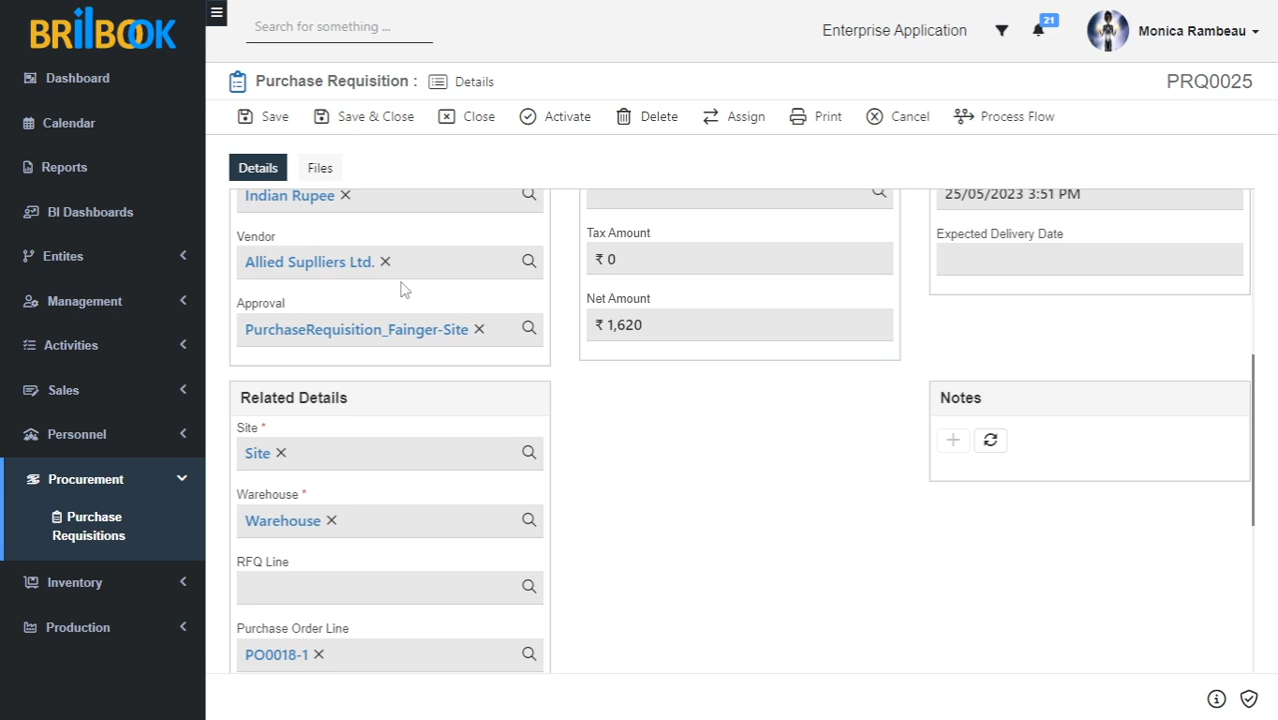 BRilBOOK
Search for something ...
Enterprise Application
21
Monica Rambeau
Dashboard
Calendar
Reports
BI Dashboards
Entites
Management
Activities
Sales
Personnel
Procurement
Purchase
Requisitions
Inventory
Production
Purchase Requisition :
Details
PRQ0025
Save
Save & Close
Close
Activate
Delete
Assign
Print
Cancel
Process Flow
Details
Files
Indian Rupee
Vendor
Allied Suplliers Ltd.
Approval
PurchaseRequisition_Fainger-Site
Tax Amount
₹ 0
Net Amount
₹ 1,620
25/05/2023 3:51 PM
Expected Delivery Date
Related Details
Site *
Site
Warehouse *
Warehouse
RFQ Line
Purchase Order Line
PO0018-1
Notes